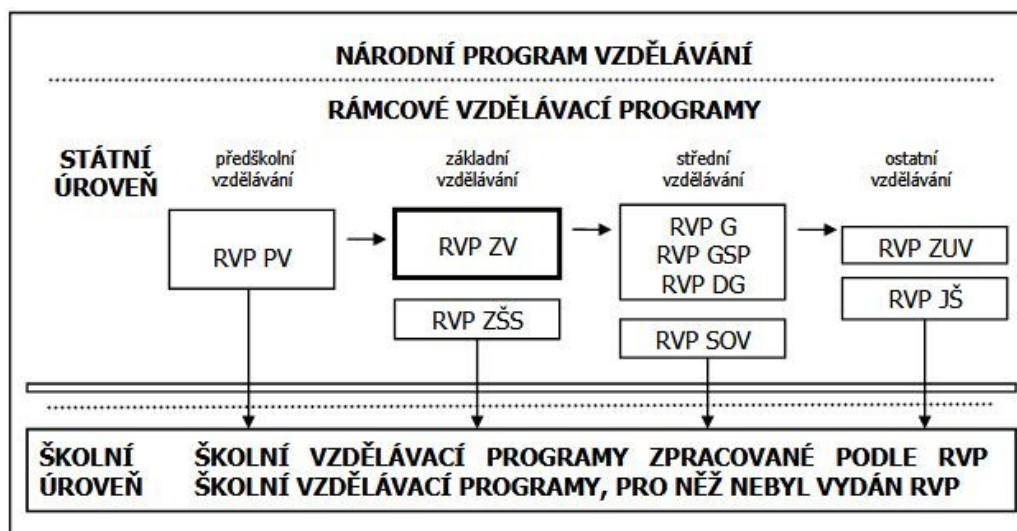 NÁRODNÍ PROGRAM VZDĚLÁVÁNÍ
RÁMCOVÉ VZDĚLÁVACÍ PROGRAMY
STÁTNÍ
ÚROVEŇ
předškolní
vzdělávání
základní
vzdělávání
střední
vzdělávání
ostatní
vzdělávání
RVP PV
RVP ZV
RVP G
RVP GSP
RVP DG
RVP ZUV
RVP ZŠS
RVP SOV
RVP JŠ
ŠKOLNÍ
ÚROVEŇ
ŠKOLNÍ VZDĚLÁVACÍ PROGRAMY ZPRACOVANÉ PODLE RVP
ŠKOLNÍ VZDĚLÁVACÍ PROGRAMY, PRO NĚŽ NEBYL VYDÁN RVP